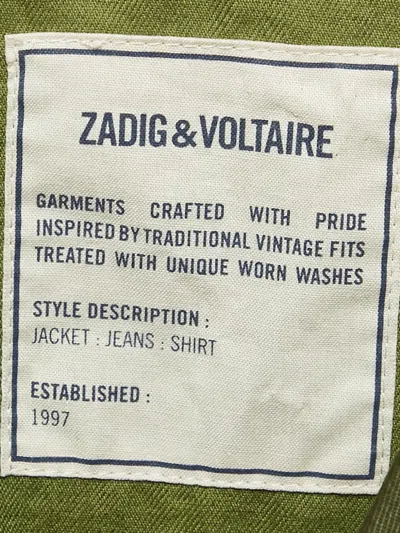 ZADIG&VOLTAIRE
GARMENTS CRAFTED WITH PRIDE
INSPIRED BY TRADITIONAL VINTAGE FITS
TREATED WITH UNIQUE WORN WASHES
STYLE DESCRIPTION :
JACKET : JEANS : SHIRT
ESTABLISHED :
1997